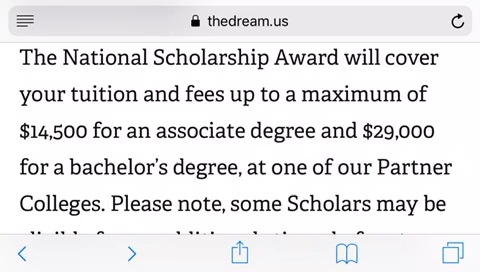 thedream.us
The National Scholarship Award will cover
your tuition and fees up to a maximum of
$14,500 for an associate degree and $29,000
for a bachelor's degree, at one of our Partner
Colleges. Please note, some Scholars may be